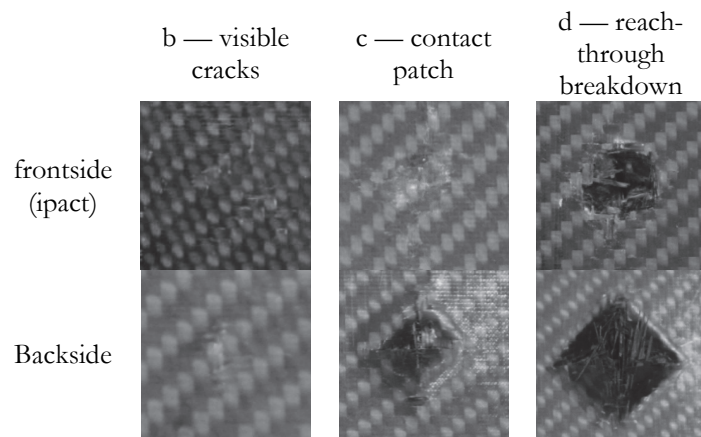 b — visible
cracks
c — contact
patch
d — reach-
through
breakdown
frontside
(ipact)
Backside